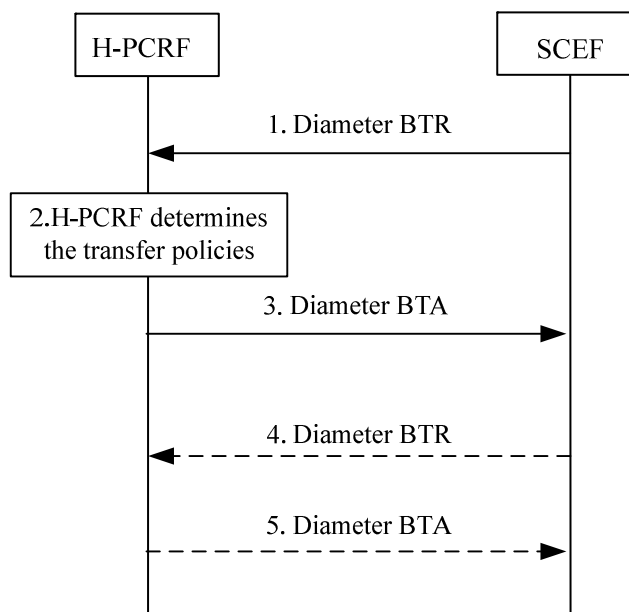 H-PCRF
SCEF
1. Diameter BTR
2.H-PCRF determines
the transfer policies
3. Diameter BTA
4. Diameter BTR
5. Diameter BTA